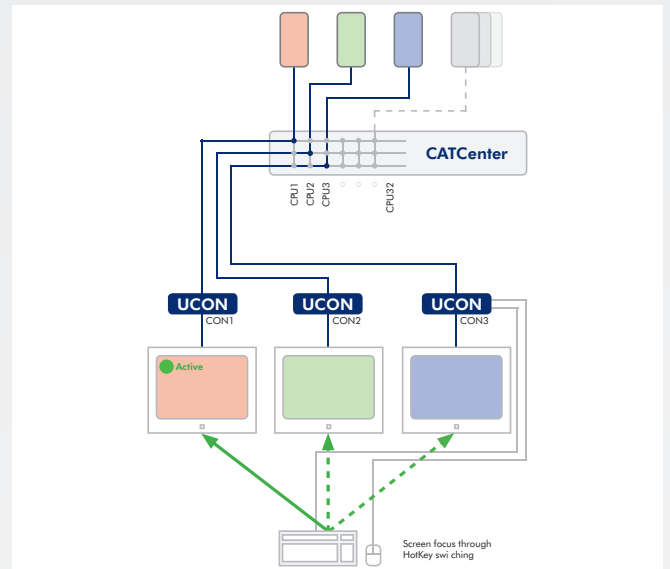 CATCenter
CPU1
CPU2
CPU3
CPU32
UCON
UCON
UCON
CON1
CON2
CON3
Active
Screen focus through
HotKey swi ching